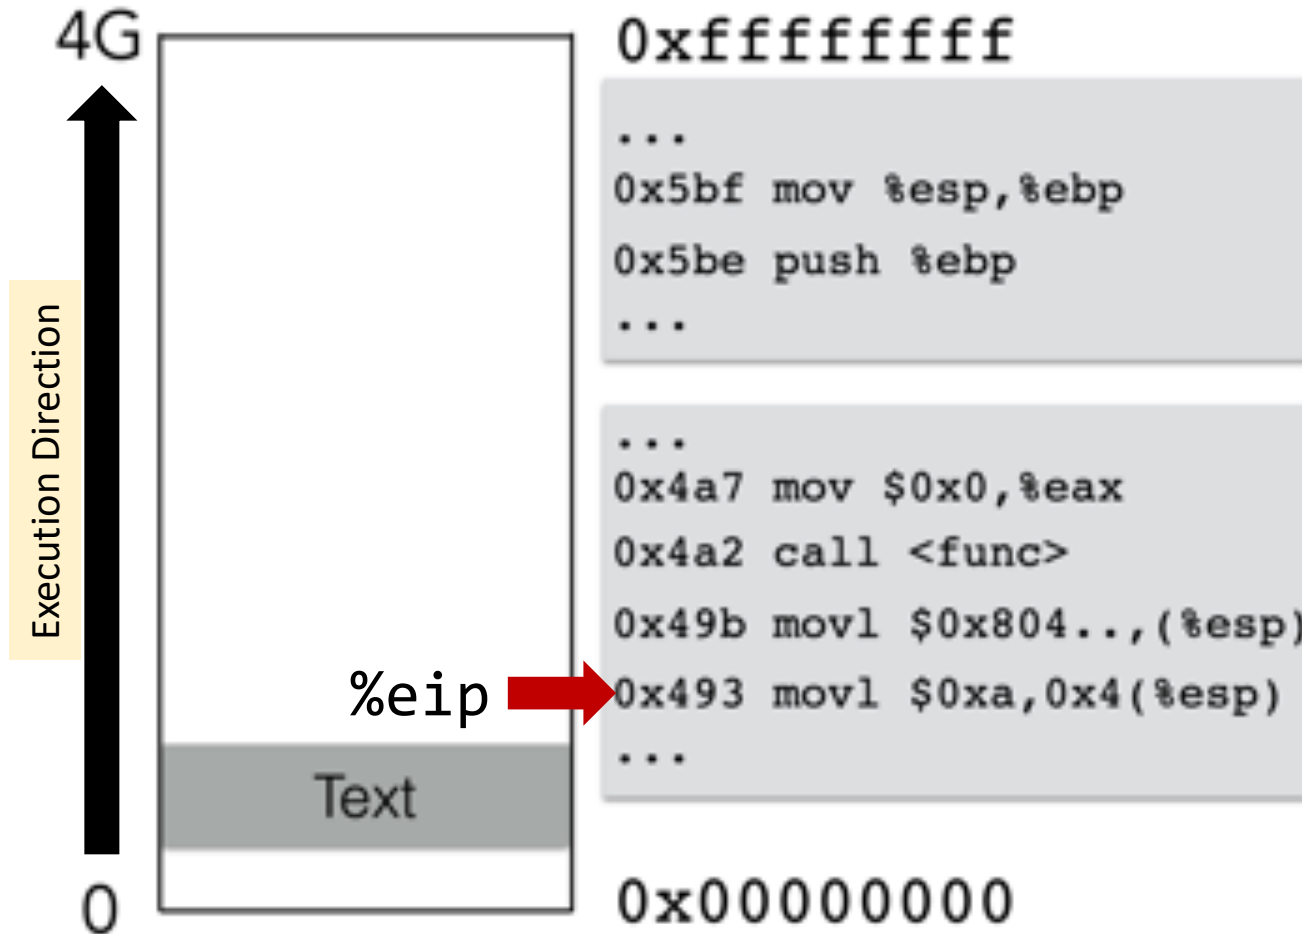 4G
0xffffffff
...
0x5bf mov %esp,%ebp
0x5be push %ebp
...
Execution Direction
...
0x4a7 mov $0x0,%eax
0x4a2 call <func>
0x49b movl $0x804..,(%esp)
%eip
0x493 movl $0xa,0x4(%esp)
...
Text
0
0x00000000